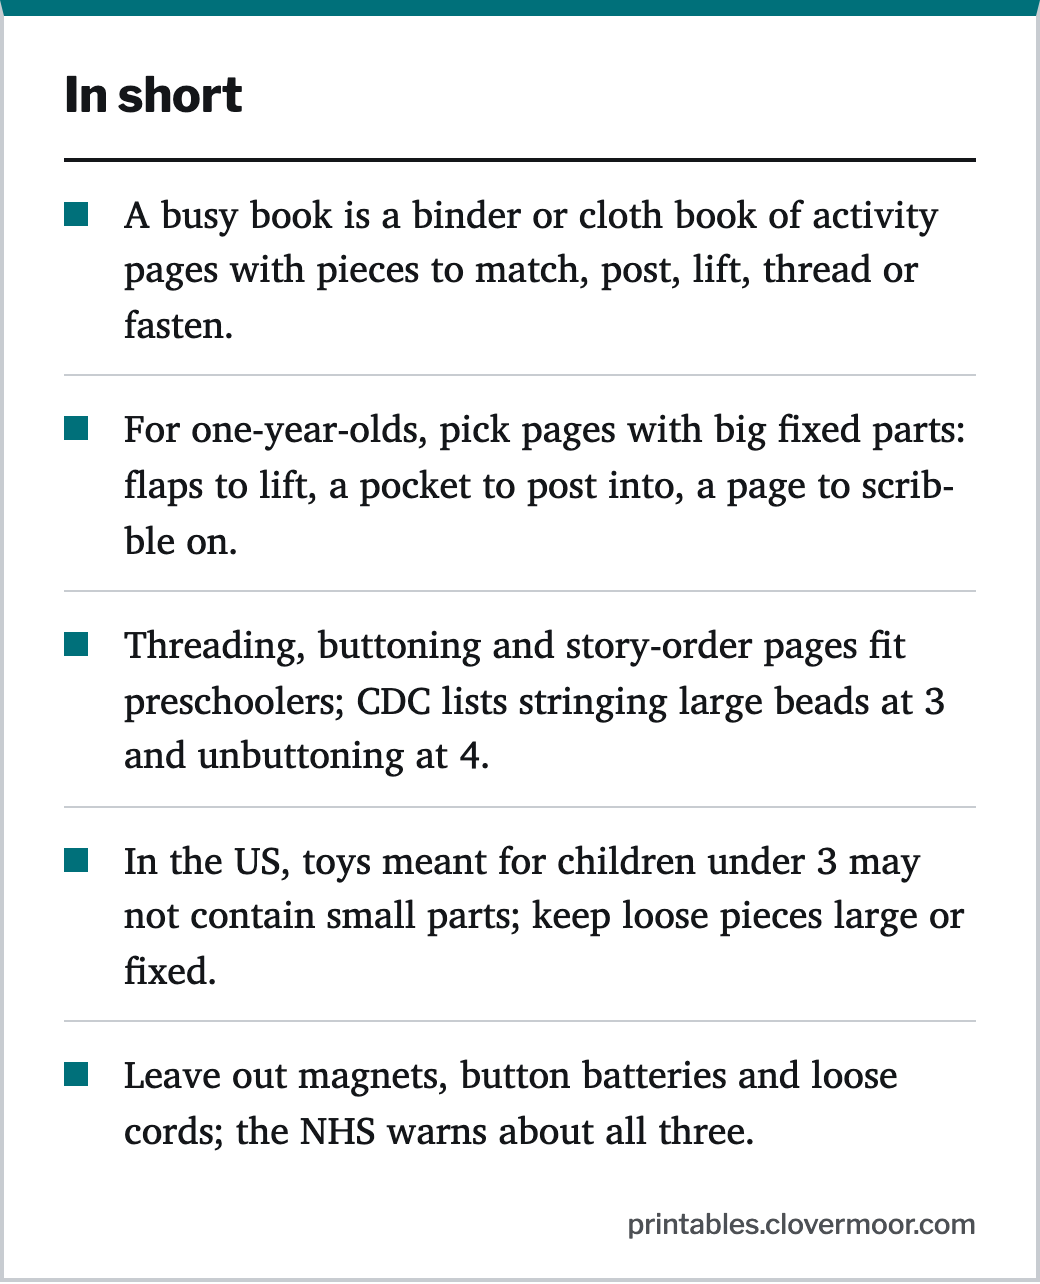 In short
A busy book is a binder or cloth book of activity
pages with pieces to match, post, lift, thread or
fasten.
For one-year-olds, pick pages with big fixed parts:
flaps to lift, a pocket to post into, a page to scrib-
ble on.
Threading, buttoning and story-order pages fit
preschoolers; CDC lists stringing large beads at 3
and unbuttoning at 4.
In the US, toys meant for children under 3 may
not contain small parts; keep loose pieces large or
fixed.
Leave out magnets, button batteries and loose
cords; the NHS warns about all three.
printables.clovermoor.com